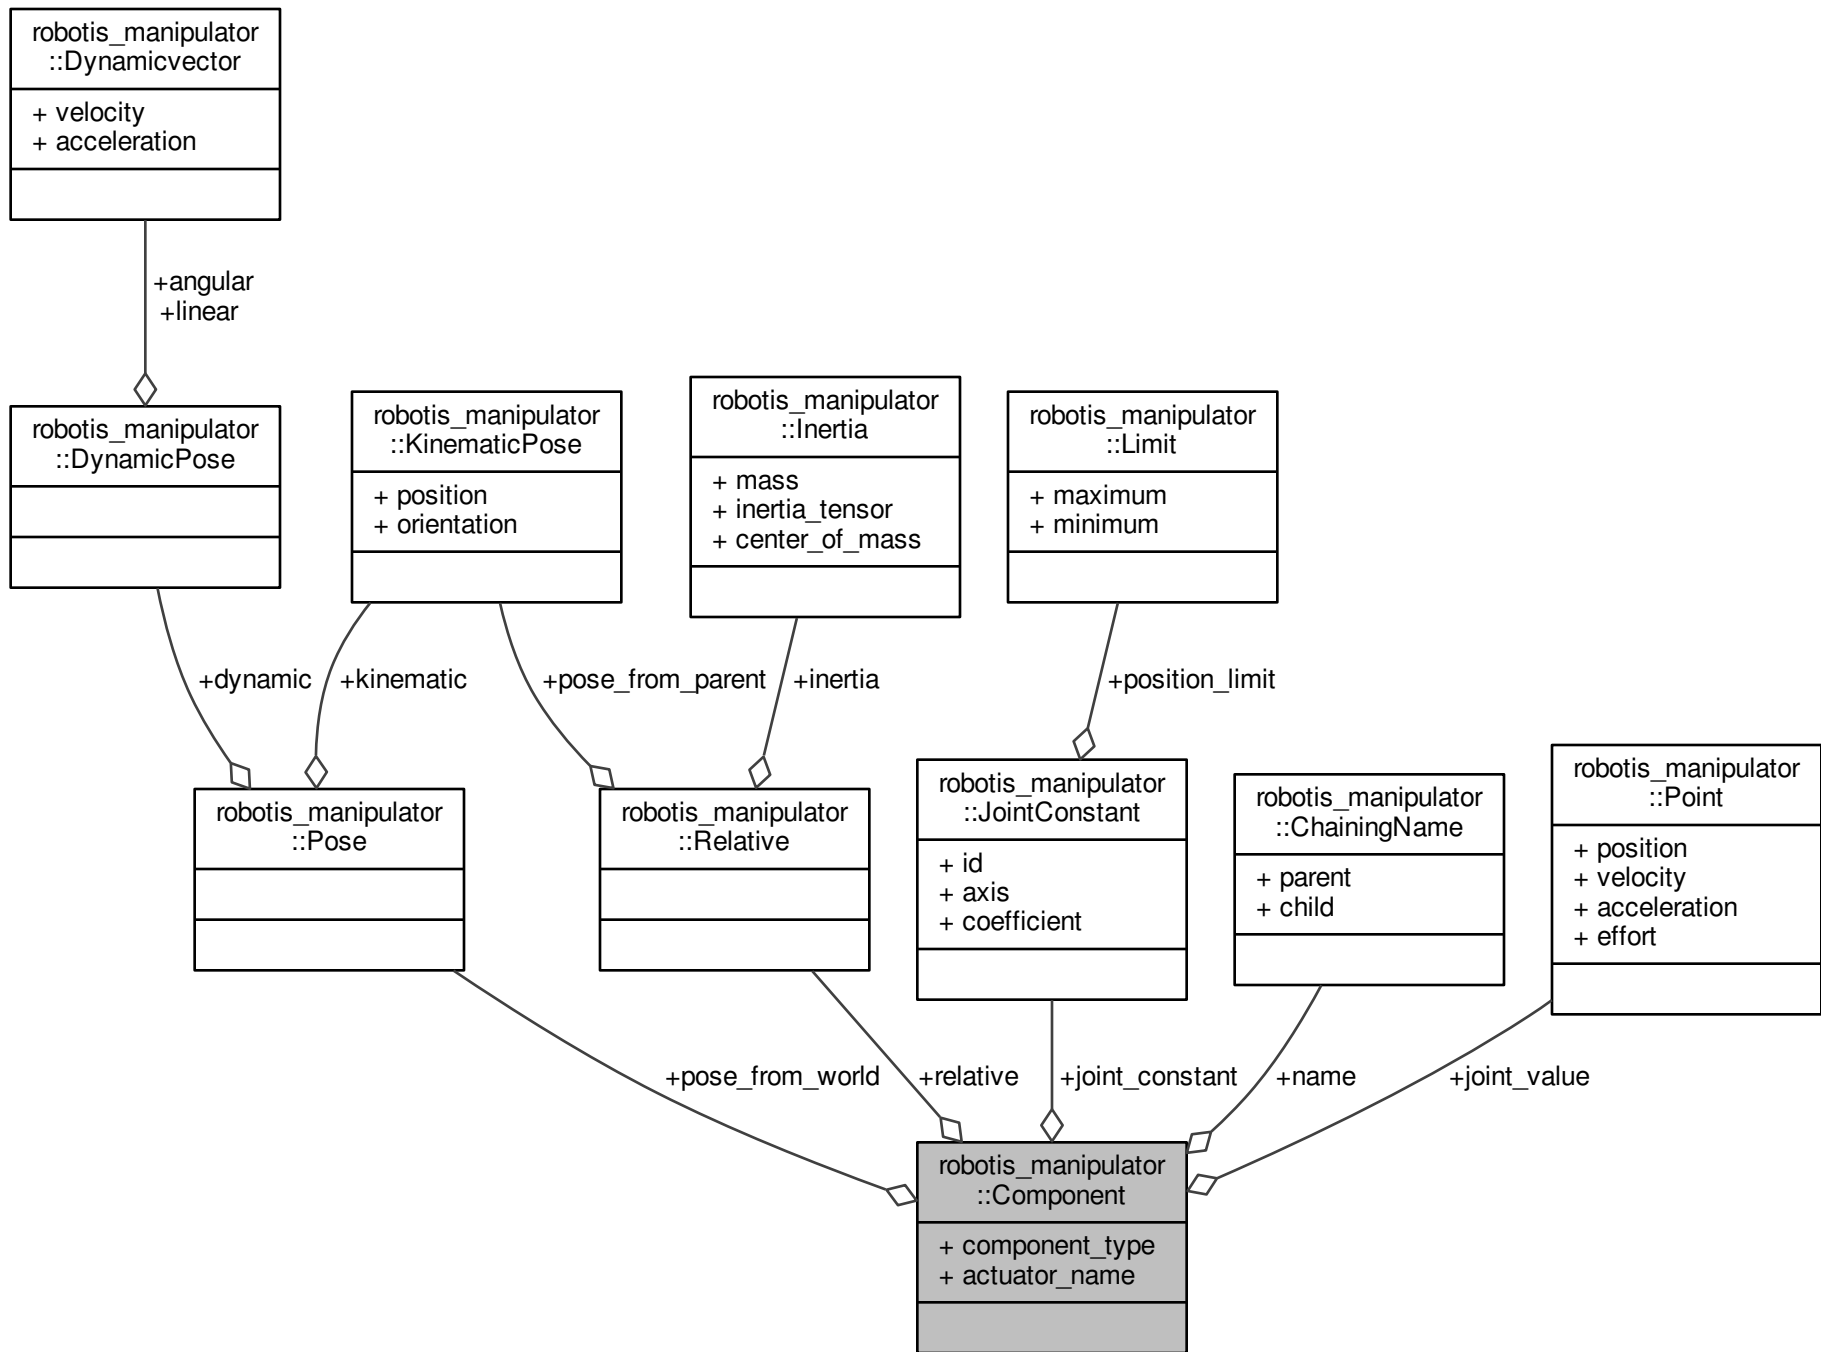 robotis_manipulator
::Dynamicvector
+ velocity
+ acceleration
+angular
+linear
robotis_manipulator
::DynamicPose
robotis_manipulator
::KinematicPose
+ position
+ orientation
robotis_manipulator
::Inertia
+ mass
+ inertia_tensor
+ center_of_mass
robotis_manipulator
::Limit
+ maximum
+ minimum
+dynamic
+kinematic
+pose_from_parent
+inertia
+position_limit
robotis_manipulator
::Pose
robotis_manipulator
::Relative
robotis_manipulator
::JointConstant
+ id
+ axis
+ coefficient
robotis_manipulator
::ChainingName
+ parent
+ child
robotis_manipulator
::Point
+ position
+ velocity
+ acceleration
+ effort
+pose_from_world
+relative
+joint_constant
+name
+joint_value
robotis_manipulator
::Component
+ component_type
+ actuator_name